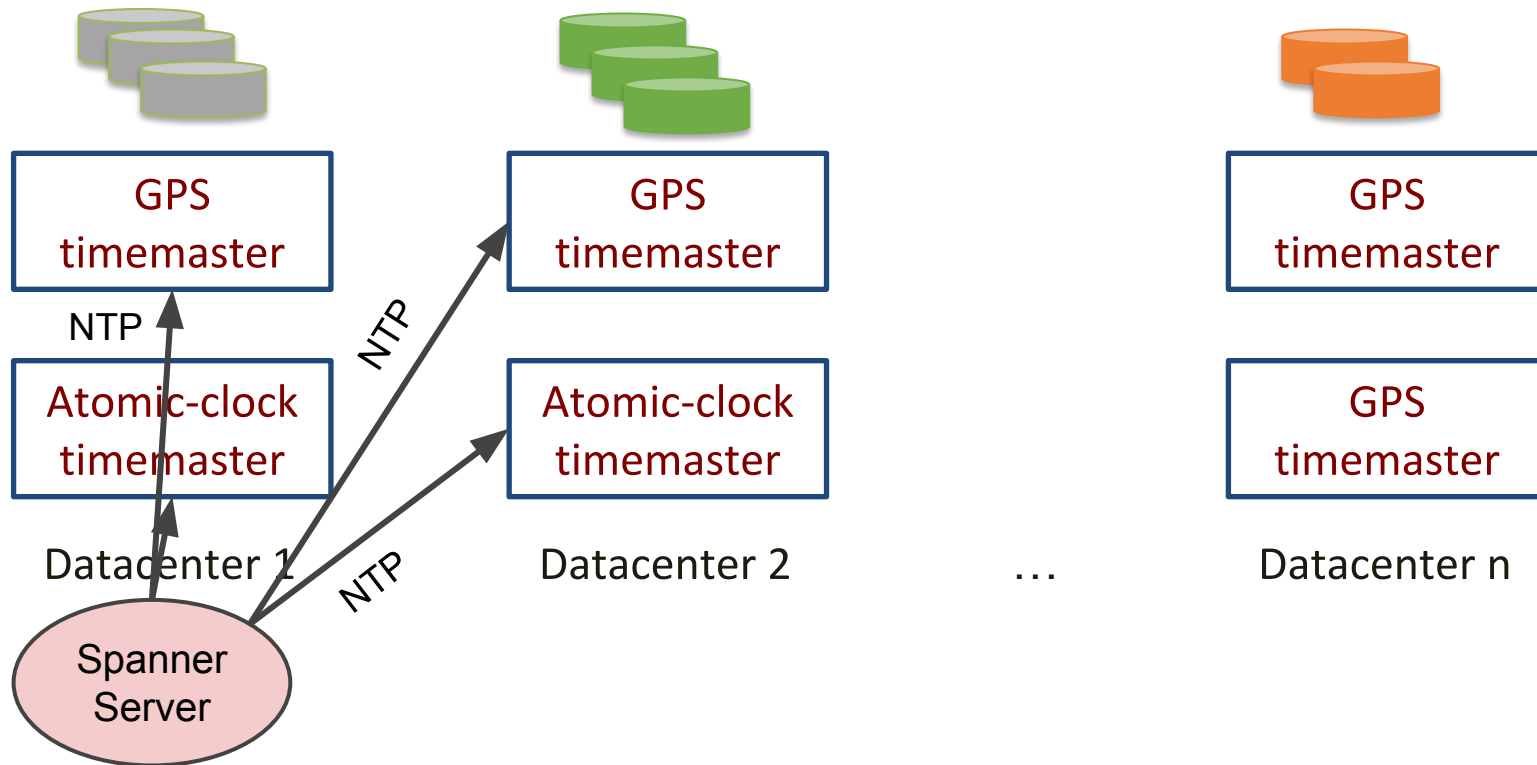 GPS
timemaster
GPS
timemaster
GPS
timemaster
NTP
NTP
Atomic-clock
timemaster
Atomic-clock
timemaster
GPS
timemaster
Datacenter 1
Datacenter 2
...
Datacenter n
NTP
Spanner
Server